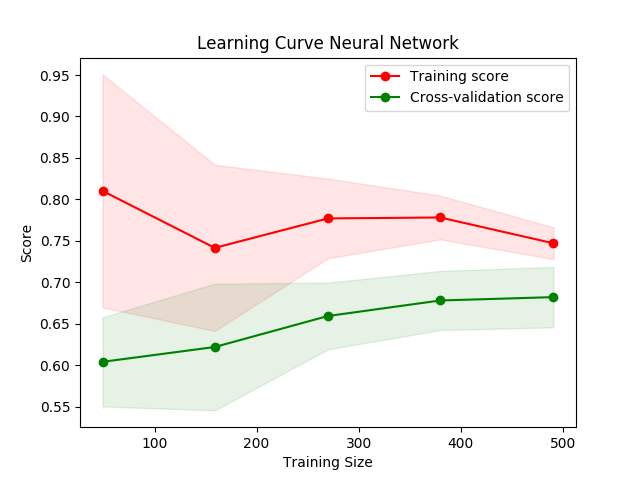 Learning Curve Neural Network
Training score
Cross-validation score
0.95
0.90
0.85
0.80
0.75
0.70
0.65
0.60
0.55
Score
100
200
300
400
500
Training Size